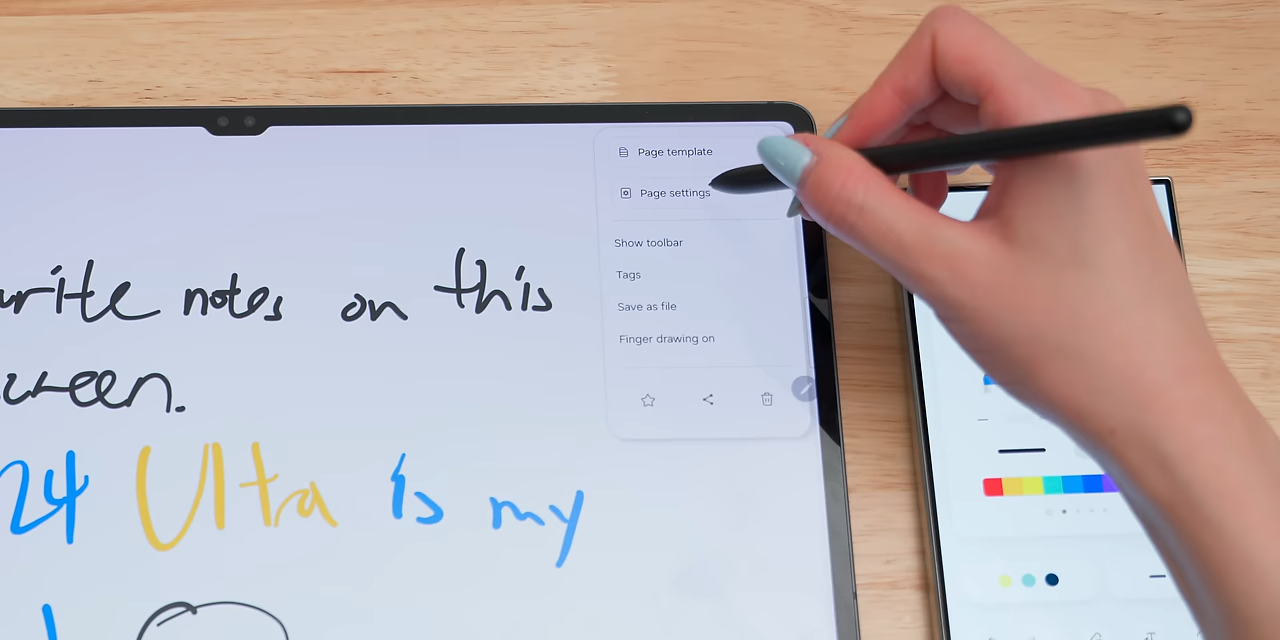 Page template
Page settings
Show toolbar
Tags
Save as file
Finger drawing on
write notes on this
screen.
24 Ulta is my